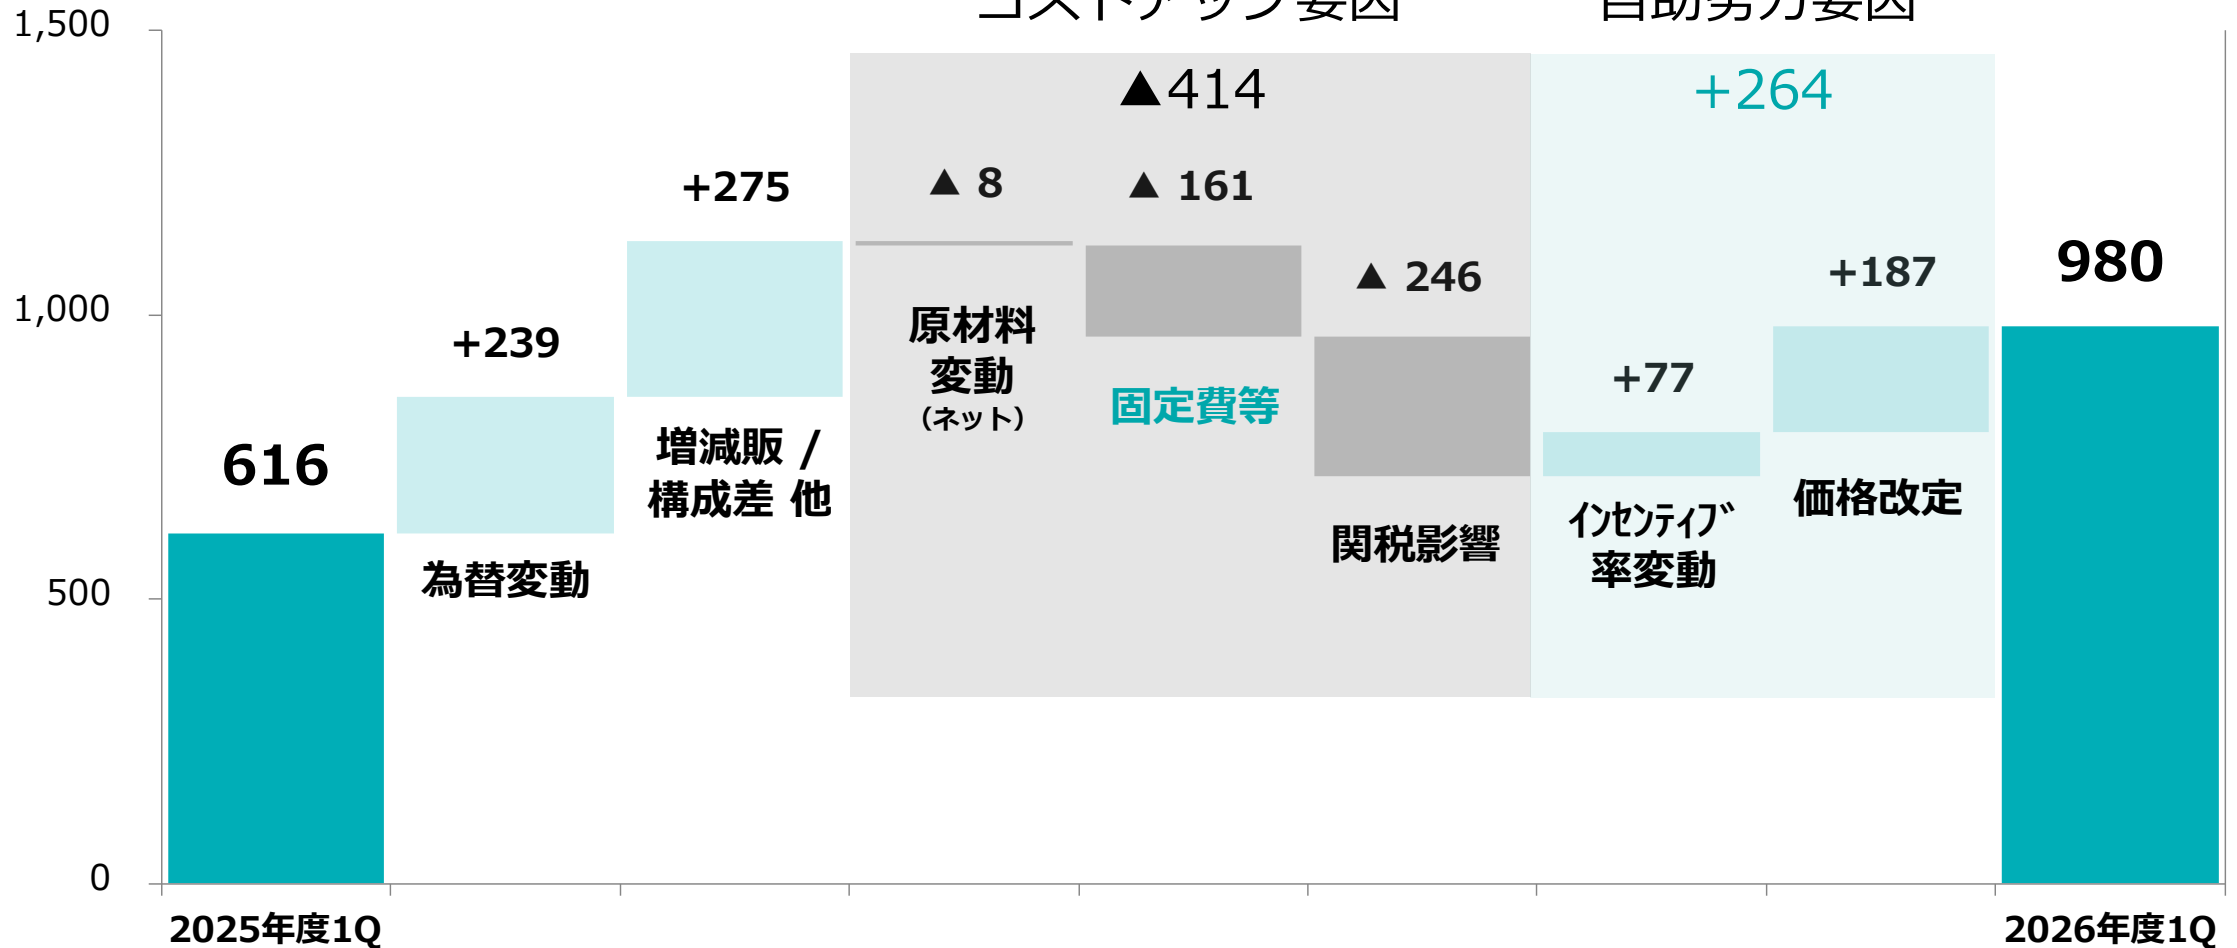 コストアップ要因
自助努力要因
1,500
1,000
500
0
▲414
+264
616
+239
為替変動
+275
増減販 /
構成差 他
▲ 8
原材料
変動
（ネット）
▲ 161
固定費等
▲ 246
関税影響
+77
ｲﾝｾﾝﾃｨﾌﾞ
率変動
+187
価格改定
980
2025年度1Q
2026年度1Q